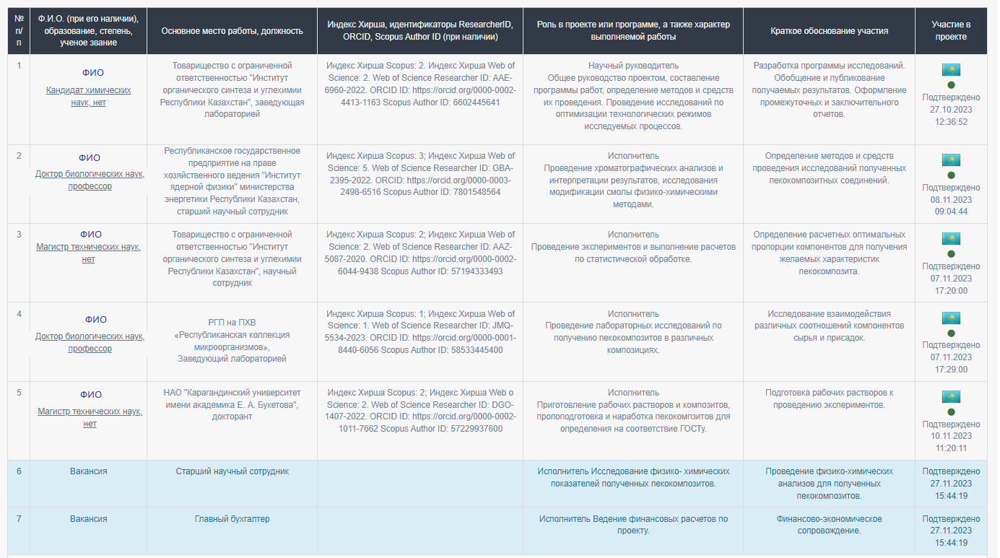 № п/п
Ф.И.О. (при его наличии), образование, степень, ученое звание
Основное место работы, должность
Индекс Хирша, идентификаторы ResearcherID, ORCID, Scopus Author ID (при наличии)
Роль в проекте или программе, а также характер выполняемой работы
Краткое обоснование участия
Участие в проекте
1
ФИО
Кандидат химических
наук, нет
Товарищество с ограниченной
ответственностью "Институт
органического синтеза и углехимии
Республики Казахстан", заведующая
лабораторией
Индекс Хирша Scopus: 2. Индекс Хирша Web of
Science: 2. Web of Science Researcher ID: AAE-
6960-2022. ORCID ID: https://orcid.org/0000-0002-
4413-1163 Scopus Author ID: 6602445641
Научный руководитель
Общее руководство проектом, составление
программы работ, определение методов и средств
их проведения. Проведение исследований по
оптимизации технологических режимов
исследуемых процессов.
Разработка программы исследований.
Обобщение и публикование
получаемых результатов. Оформление
промежуточных и заключительного
отчетов.
Подтверждено
27.10.2023
12:36:52
2
ФИО
Доктор биологических наук,
профессор
Республиканское государственное
предприятие на праве
хозяйственного ведения "Институт
ядерной физики" министерства
энергетики Республики Казахстан,
старший научный сотрудник
Индекс Хирша Scopus: 3; Индекс Хирша Web of
Science: 5. Web of Science Researcher ID: GBA-
2395-2022. ORCID: https://orcid.org/0000-0003-
2498-6516 Scopus Author ID: 7801548564
Исполнитель
Проведение хроматографических анализов и
интерпретации результатов, исследования
модификации смолы физико-химическими
методами.
Определение методов и средств
проведения исследований полученных
пекокомпозитных соединений.
Подтверждено
08.11.2023
09:04:44
3
ФИО
Магистр технических наук,
нет
Товарищество с ограниченной
ответственностью "Институт
органического синтеза и углехимии
Республики Казахстан", научный
сотрудник
Индекс Хирша Scopus: 2; Индекс Хирша Web of
Science: 2. Web of Science Researcher ID: AAZ-
5087-2020. ORCID ID: https://orcid.org/0000-0002-
6044-9438 Scopus Author ID: 57194333493
Исполнитель
Проведение экспериментов и выполнение расчетов
по статистической обработке.
Определение расчетных оптимальных
пропорции компонентов для получения
желаемых характеристик
пекокомпозита.
Подтверждено
07.11.2023
17:20:00
4
ФИО
Доктор биологических наук,
профессор
РГП на ПХВ
«Республиканская коллекция
микроорганизмов»,
Заведующий лабораторией
Индекс Хирша Scopus: 1; Индекс Хирша Web of
Science: 1. Web of Science Researcher ID: JMQ-
5534-2023. ORCID ID: https://orcid.org/0000-0001-
8440-6056 Scopus Author ID: 58533445400
Исполнитель
Проведение лабораторных исследований по
получению пекокомпозитов в различных
композициях.
Исследование взаимодействия
различных соотношений компонентов
сырья и присадок.
Подтверждено
07.11.2023
17:29:00
5
ФИО
Магистр технических наук,
нет
НАО "Карагандинский университет
имени академика Е. А. Букетова",
докторант
Индекс Хирша Scopus: 2; Индекс Хирша Web o
Science: 2. Web of Science Researcher ID: DGO-
1407-2022. ORCID ID: https://orcid.org/0000-0002-
1011-7662 Scopus Author ID: 57229937600
Исполнитель
Приготовление рабочих растворов и композитов,
пропоподготовка и наработка пекокомпзитов для
определения на соответствие ГОСТу.
Подготовка рабочих растворов к
проведению экспериментов.
Подтверждено
10.11.2023
11:20:11
6
Вакансия
Старший научный сотрудник
Исполнитель Исследование физико- химических
показателей полученных пекокомпозитов.
Проведение физико-химических
анализов для полученных
пекокомпозитов.
Подтверждено
27.11.2023
15:44:19
7
Вакансия
Главный бухгалтер
Исполнитель Ведение финансовых расчетов по
проекту.
Финансово-экономическое
сопровождение.
Подтверждено
27.11.2023
15:44:19